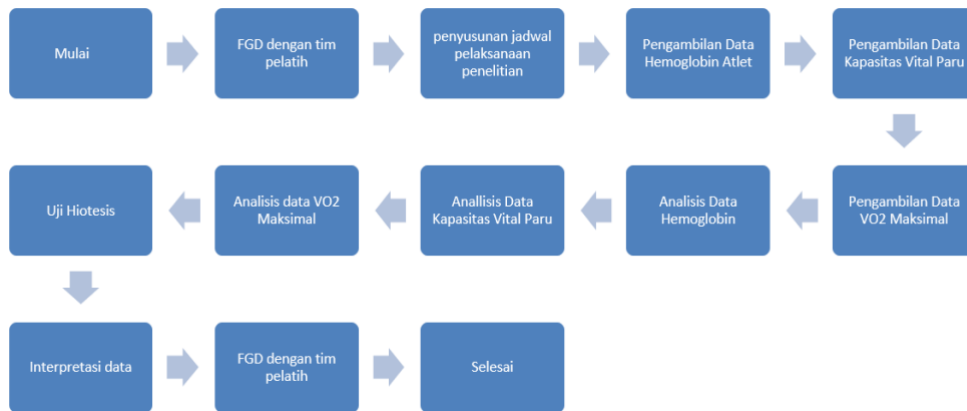 Mulai
FGD dengan tim
pelatih
penyusunan jadwal
pelaksanaan
penelitian
Pengambilan Data
Hemoglobin Atlet
Pengambilan Data
Kapasitas Vital Paru
Pengambilan Data
VO2 Maksimal
Analisis Data
Hemoglobin
Anallisis Data
Kapasitas Vital Paru
Analisis data VO2
Maksimal
Uji Hiotesis
Interpretasi data
FGD dengan tim
pelatih
Selesai